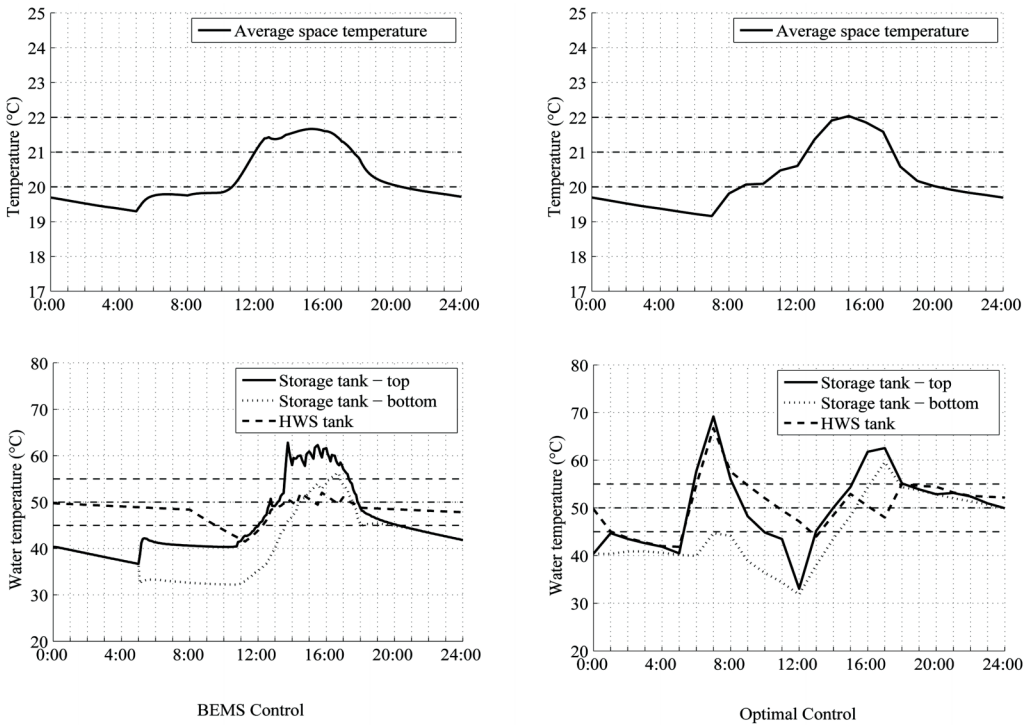 25
24
23
22
21
20
19
18
17
Temperature (°C)
Average space temperature
0:00 4:00 8:00 12:00 16:00 20:00 24:00
25
24
23
22
21
20
19
18
17
Temperature (°C)
Average space temperature
0:00 4:00 8:00 12:00 16:00 20:00 24:00
80
70
60
50
40
30
20
Water temperature (°C)
Storage tank − top
Storage tank − bottom
HWS tank
0:00 4:00 8:00 12:00 16:00 20:00 24:00
BEMS Control
80
70
60
50
40
30
20
Water temperature (°C)
Storage tank − top
Storage tank − bottom
HWS tank
0:00 4:00 8:00 12:00 16:00 20:00 24:00
Optimal Control